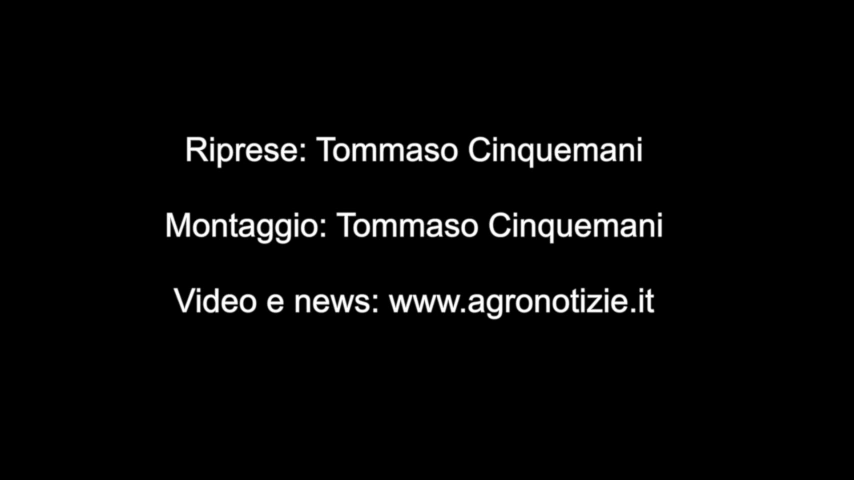 Riprese: Tommaso Cinquemani
Montaggio: Tommaso Cinquemani
Video e news: www.agronotizie.it